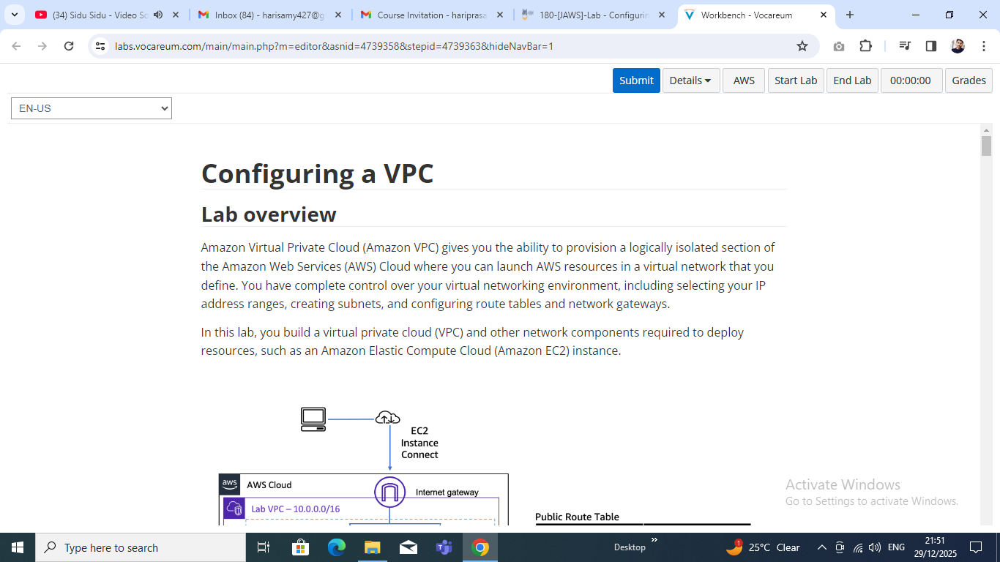 (34) Sidu Sidu - Video So
Inbox (84) - harisamy427@g
Course Invitation - hariprasa
180-[JAWS]-Lab - Configurin
Workbench - Vocareum
labs.vocareum.com/main/main.php?m=editor&asnid=4739358&stepid=4739363&hideNavBar=1
Submit
Details
AWS
Start Lab
End Lab
00:00:00
Grades
EN-US
Configuring a VPC
Lab overview
Amazon Virtual Private Cloud (Amazon VPC) gives you the ability to provision a logically isolated section of
the Amazon Web Services (AWS) Cloud where you can launch AWS resources in a virtual network that you
define. You have complete control over your virtual networking environment, including selecting your IP
address ranges, creating subnets, and configuring route tables and network gateways.
In this lab, you build a virtual private cloud (VPC) and other network components required to deploy
resources, such as an Amazon Elastic Compute Cloud (Amazon EC2) instance.
EC2
Instance
Connect
aws
AWS Cloud
Internet gateway
Lab VPC – 10.0.0.0/16
Public Route Table
Activate Windows
Go to Settings to activate Windows.
Type here to search
Desktop
1
25°C Clear
ENG
21:51
29/12/2025